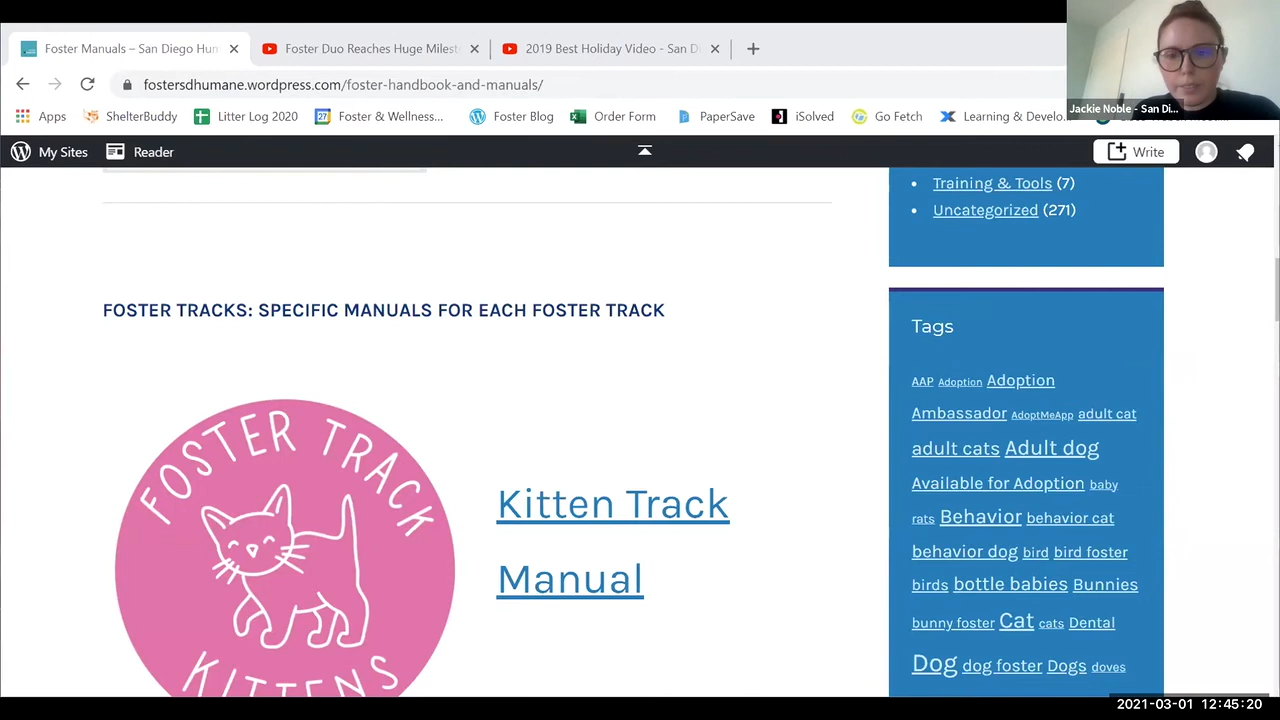 Foster Manuals – San Diego Hum
Foster Duo Reaches Huge Milest
2019 Best Holiday Video - San D
fostersdhumane.wordpress.com/foster-handbook-and-manuals/
Jackie Noble - San Di...
Apps
ShelterBuddy
Litter Log 2020
Foster & Wellness...
Foster Blog
Order Form
PaperSave
iSolved
Go Fetch
Learning & Develo...
My Sites
Reader
Write
Training & Tools (7)
Uncategorized (271)
FOSTER TRACKS: SPECIFIC MANUALS FOR EACH FOSTER TRACK
FOSTER TRACK
KITTENS
Kitten Track
Manual
Tags
AAP Adoption Adoption
Ambassador AdoptMeApp adult cat
adult cats Adult dog
Available for Adoption baby
rats Behavior behavior cat
behavior dog bird bird foster
birds bottle babies Bunnies
bunny foster Cat cats Dental
Dog dog foster Dogs doves
2021-03-01 12:45:20